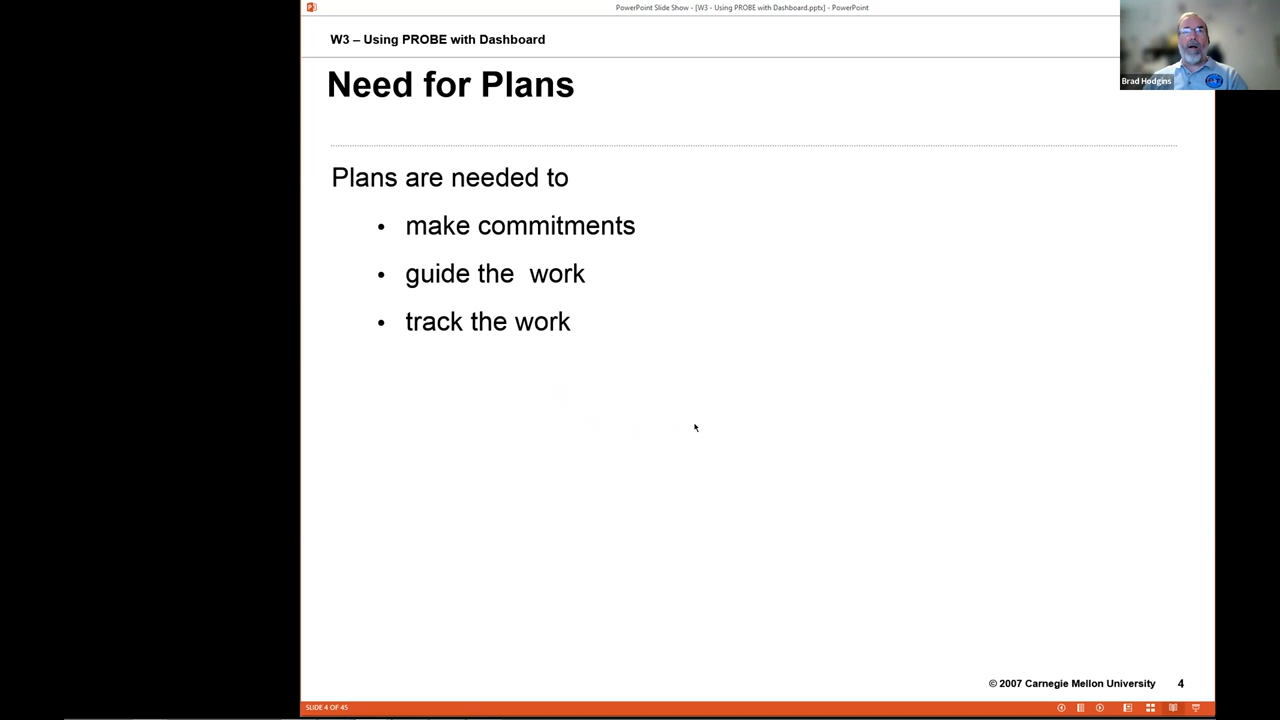 PowerPoint Slide Show - [W3 - Using PROBE with Dashboard.pptx] - PowerPoint
W3 – Using PROBE with Dashboard
Brad Hodgins
Need for Plans
Plans are needed to
• make commitments
• guide the  work
• track the work
© 2007 Carnegie Mellon University 4
SLIDE 4 OF 45